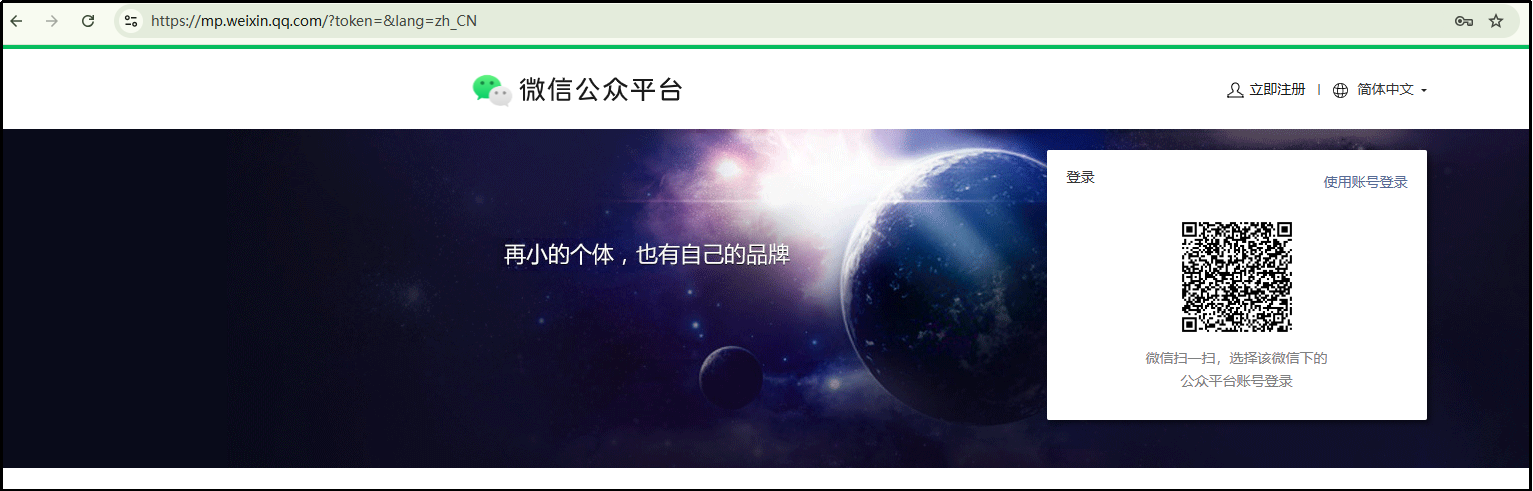 https://mp.weixin.qq.com/?token=&lang=zh_CN
微信公众平台
立即注册 | 简体中文
登录
使用账号登录
再小的个体，也有自己的品牌
微信扫一扫，选择该微信下的
公众平台账号登录